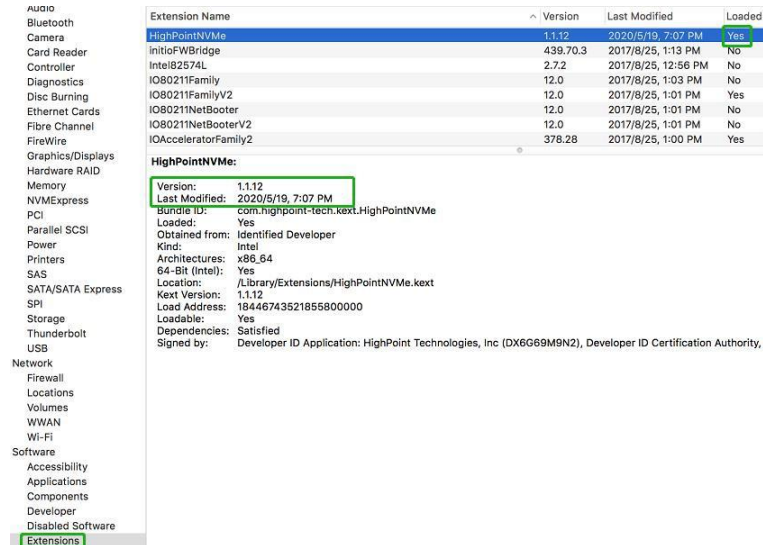 Audio
Bluetooth
Camera
Card Reader
Controller
Diagnostics
Disc Burning
Ethernet Cards
Fibre Channel
FireWire
Graphics/Displays
Hardware RAID
Memory
NVMExpress
PCI
Parallel SCSI
Power
Printers
SAS
SATA/SATA Express
SPI
Storage
Thunderbolt
USB
Network
Firewall
Locations
Volumes
WWAN
Wi-Fi
Software
Accessibility
Applications
Components
Developer
Disabled Software
Extensions
Extension Name Version Last Modified Loaded
HighPointNVMe 1.1.12 2020/5/19, 7:07 PM Yes
initioFWBridge 439.70.3 2017/8/25, 1:13 PM No
Intel82574L 2.7.2 2017/8/25, 12:56 PM No
IO80211Family 12.0 2017/8/25, 1:03 PM No
IO80211FamilyV2 12.0 2017/8/25, 1:01 PM Yes
IO80211NetBooter 12.0 2017/8/25, 1:01 PM No
IO80211NetBooterV2 12.0 2017/8/25, 1:01 PM No
IOAcceleratorFamily2 378.28 2017/8/25, 1:00 PM Yes
HighPointNVMe:
Version: 1.1.12
Last Modified: 2020/5/19, 7:07 PM
Bundle ID: com.highpoint-tech.kext.HighPointNVMe
Loaded: Yes
Obtained from: Identified Developer
Kind: Intel
Architectures: x86_64
64-Bit (Intel): Yes
Location: /Library/Extensions/HighPointNVMe.kext
Kext Version: 1.1.12
Load Address: 18446743521855800000
Loadable: Yes
Dependencies: Satisfied
Signed by: Developer ID Application: HighPoint Technologies, Inc (DX6G69M9N2), Developer ID Certification Authority,